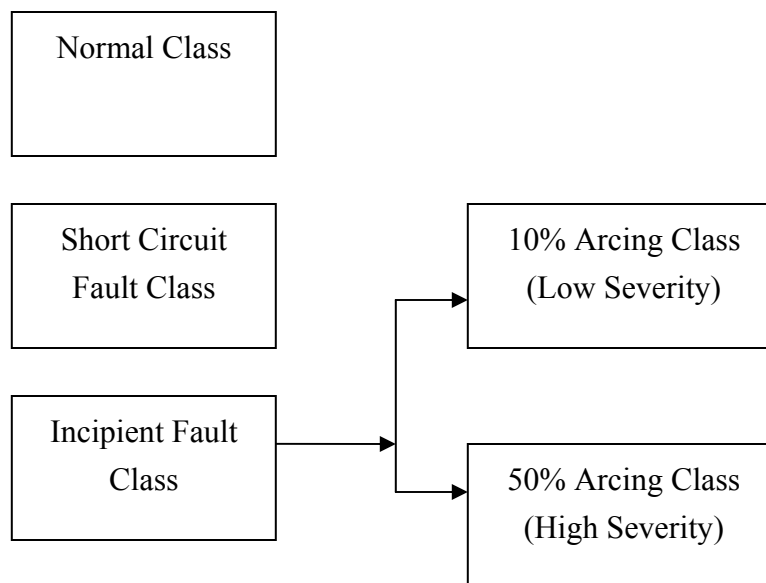 Normal Class
Short Circuit
Fault Class
10% Arcing Class
(Low Severity)
Incipient Fault
Class
50% Arcing Class
(High Severity)